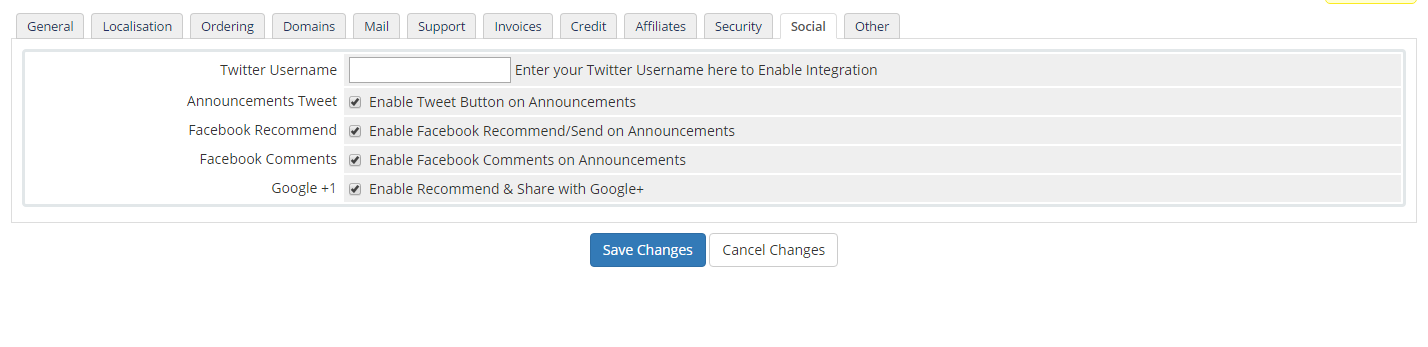 General Localisation Ordering Domains Mail Support Invoices Credit Affiliates Security Social Other
Twitter Username Enter your Twitter Username here to Enable Integration
Announcements Tweet Enable Tweet Button on Announcements
Facebook Recommend Enable Facebook Recommend/Send on Announcements
Facebook Comments Enable Facebook Comments on Announcements
Google +1 Enable Recommend & Share with Google+
Save Changes Cancel Changes